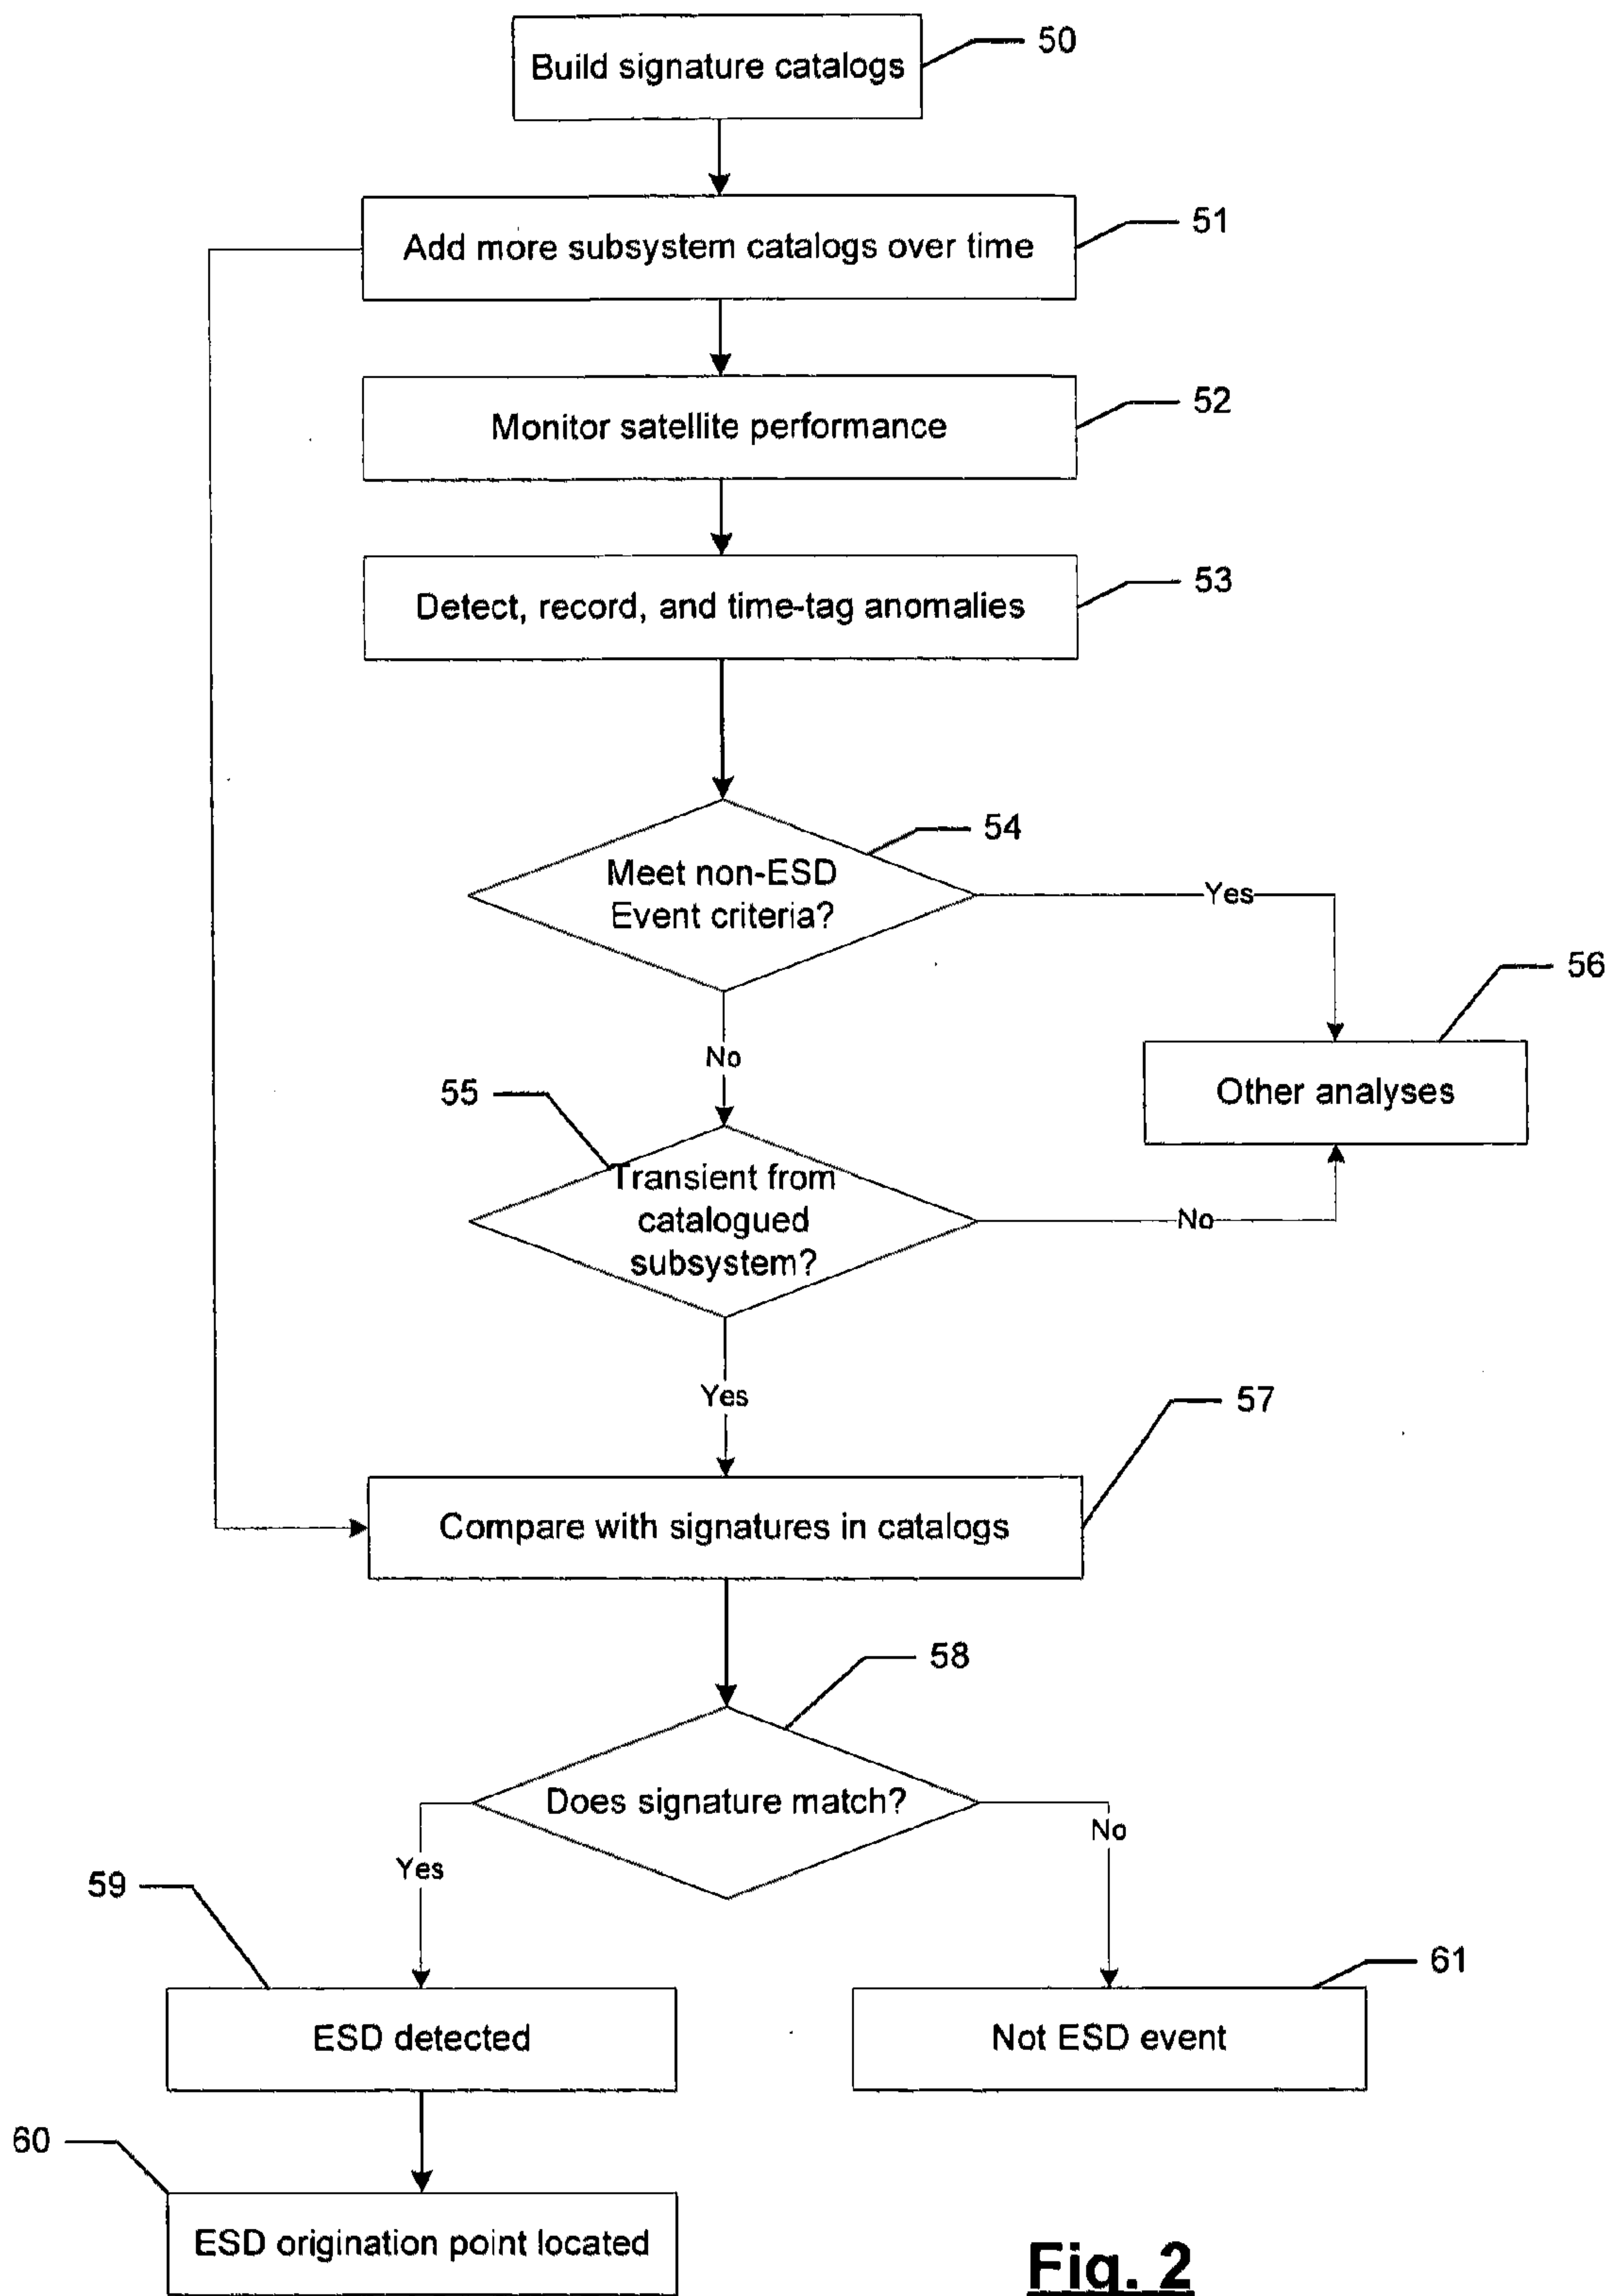 50
Build signature catalogs
51
Add more subsystem catalogs over time
52
Monitor satellite performance
53
Detect, record, and time-tag anomalies
54
Meet non-ESD
Event criteria?
Yes
56
No
Other analyses
55
Transient from
catalogued
subsystem?
No
Yes
57
Compare with signatures in catalogs
58
Does signature match?
No
Yes
59
61
ESD detected
Not ESD event
60
ESD origination point located
Fig. 2